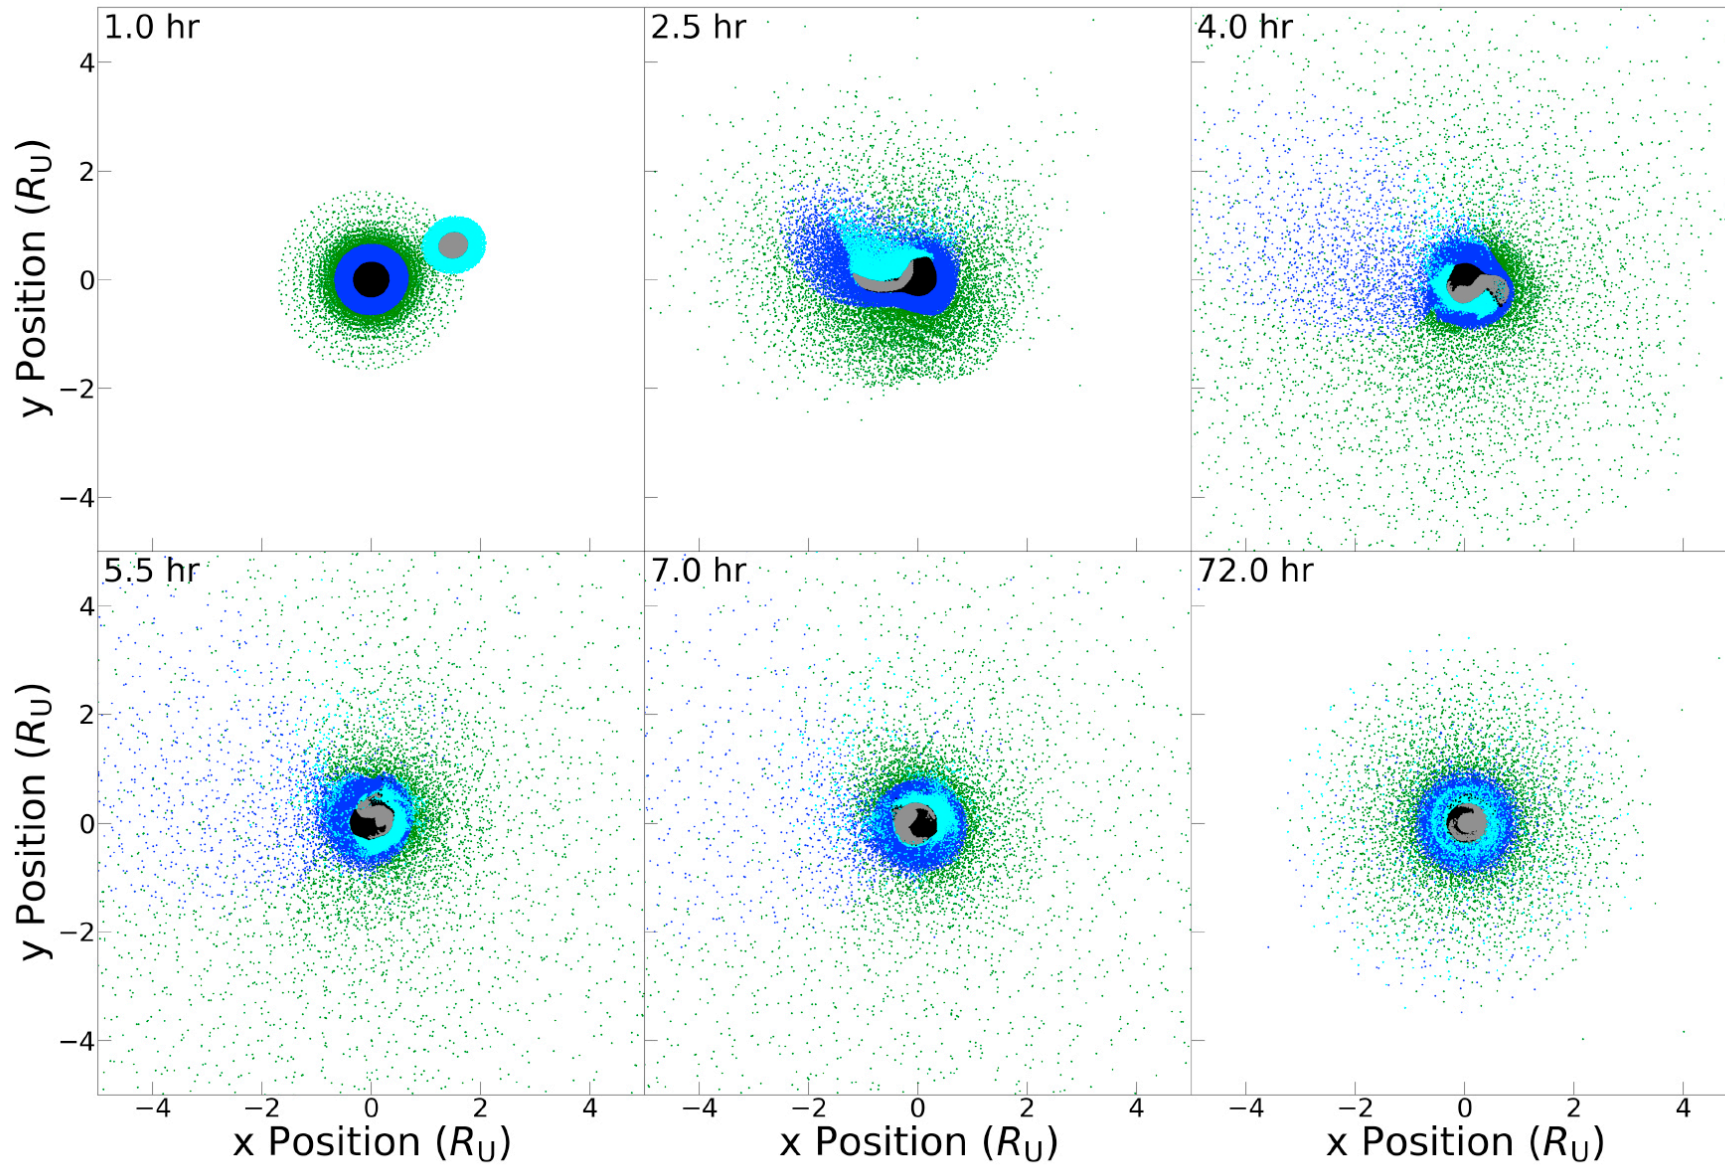 1.0 hr
2.5 hr
4.0 hr
4
2
0
−2
−4
y Position (R_U)
5.5 hr
7.0 hr
72.0 hr
4
2
0
−2
−4
y Position (R_U)
−4 −2 0 2 4
−4 −2 0 2 4
−4 −2 0 2 4
x Position (R_U)
x Position (R_U)
x Position (R_U)